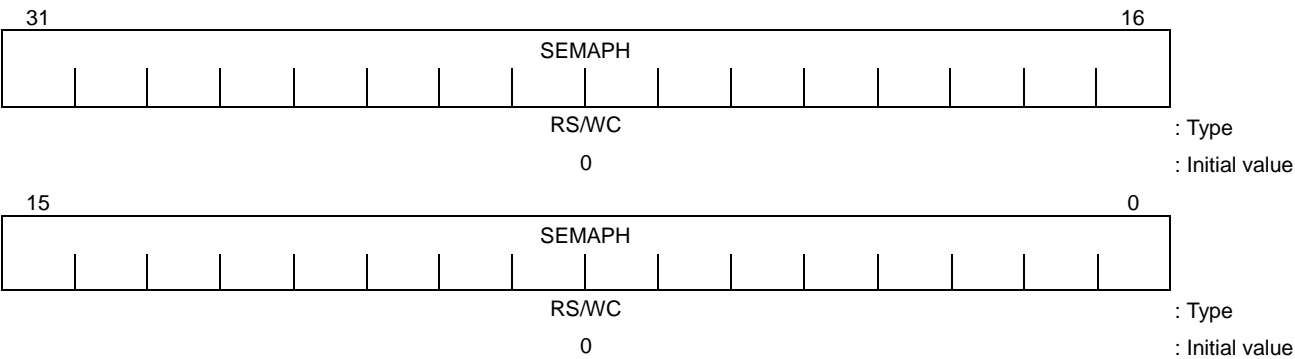 31 16
SEMAPH
RS/WC : Type
0 : Initial value
15 0
SEMAPH
RS/WC : Type
0 : Initial value